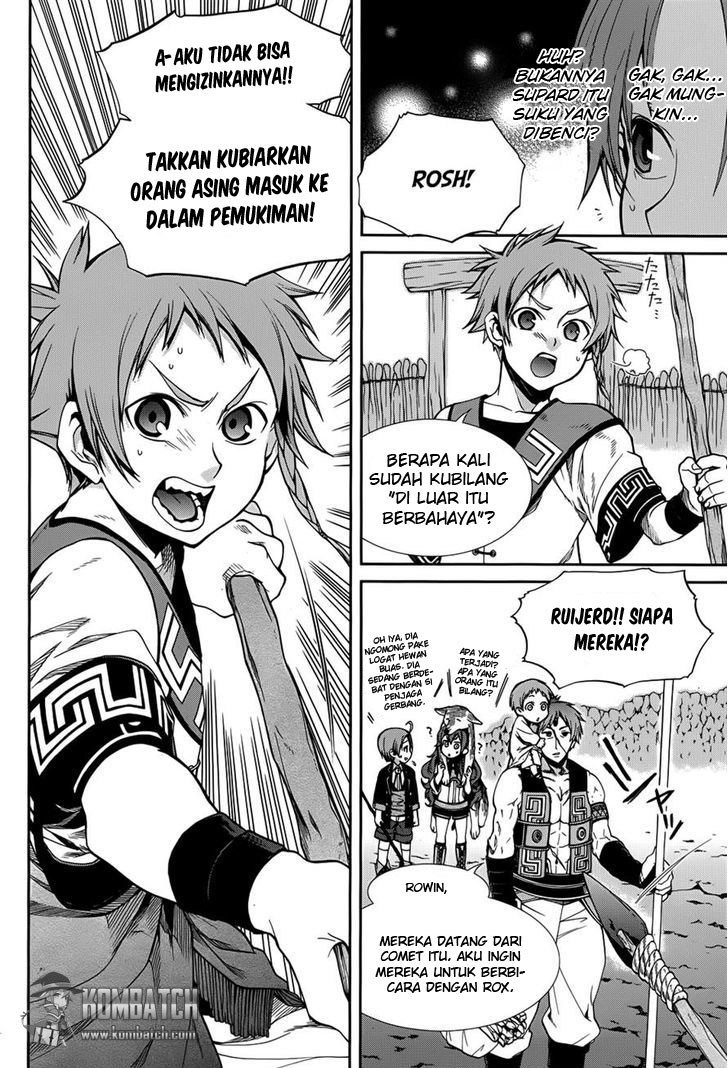 GAK, GAK...
GAK MUNG-
KIN...
HUH?
BUKANNYA
SUPARD ITU
SUKU YANG
DIBENCI?
ROSH!
たたた...
BERAPA KALI
SUDAH KUBILANG
"DI LUAR ITU
BERBAHAYA"?
RUIJERD!! SIAPA
MEREKA!?
APA YANG
TERJADI?
APA YANG
ORANG ITU
BILANG?
?
?
?
OH IYA, DIA
NGOMONG PAKE
LOGAT HEWAN
BUAS. DIA
SEDANG BERDE-
BAT DENGAN SI
PENJAGA
GERBANG.
ROWIN,
MEREKA DATANG DARI
COMET ITU. AKU INGIN
MEREKA UNTUK BERBI-
CARA DENGAN ROX.
A-AKU TIDAK BISA
MENGIZINKANNYA!!
TAKKAN KUBIARKAN
ORANG ASING MASUK KE
DALAM PEMUKIMAN!
KOMBATCH
www.kombatch.com